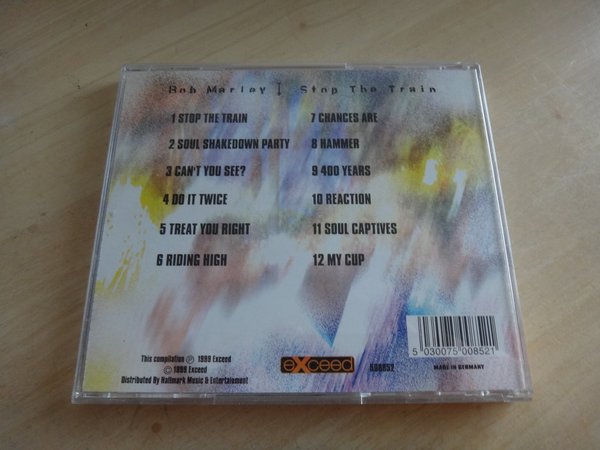 Bob Marley | Stop The Train
1 STOP THE TRAIN
2 SOUL SHAKEDOWN PARTY
3 CAN'T YOU SEE?
4 DO IT TWICE
5 TREAT YOU RIGHT
6 RIDING HIGH
7 CHANCES ARE
8 HAMMER
9 400 YEARS
10 REACTION
11 SOUL CAPTIVES
12 MY CUP
This compilation ℗ 1999 Exceed
© 1999 Exceed
Distributed By Hallmark Music & Entertainment
exceed
508852
5 030075 008521
MADE IN GERMANY